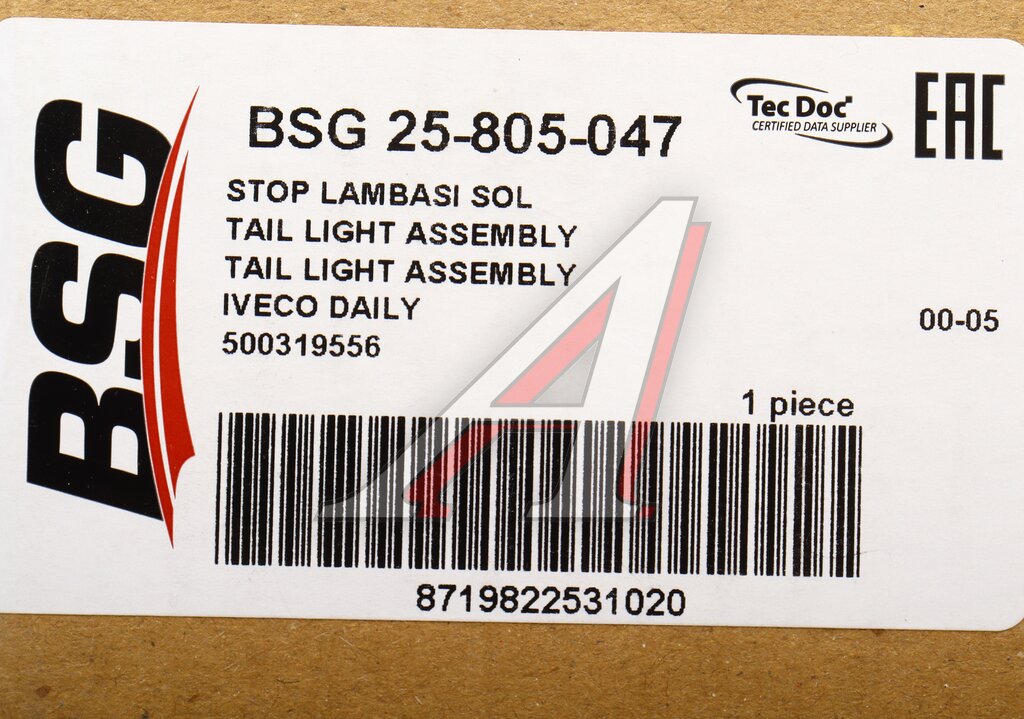 BSG
BSG 25-805-047
Tec Doc
CERTIFIED DATA SUPPLIER
EAC
STOP LAMBASI SOL
TAIL LIGHT ASSEMBLY
TAIL LIGHT ASSEMBLY
IVECO DAILY
500319556
00-05
1 piece
8719822531020